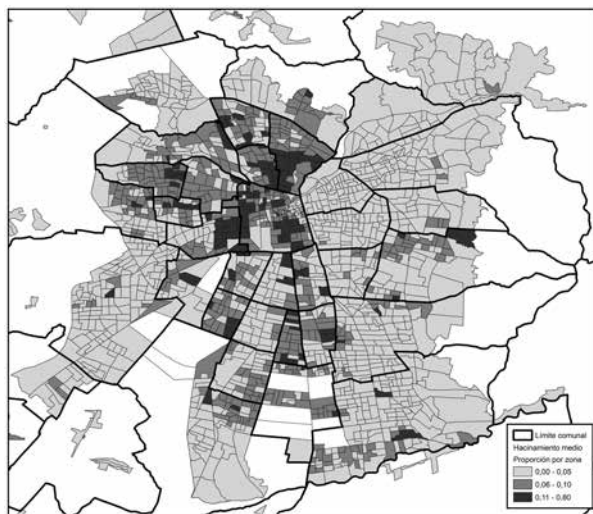 Límite comunal
Hacinamiento medio
Proporción por zona
0,00 - 0,05
0,06 - 0,10
0,11 - 0,80